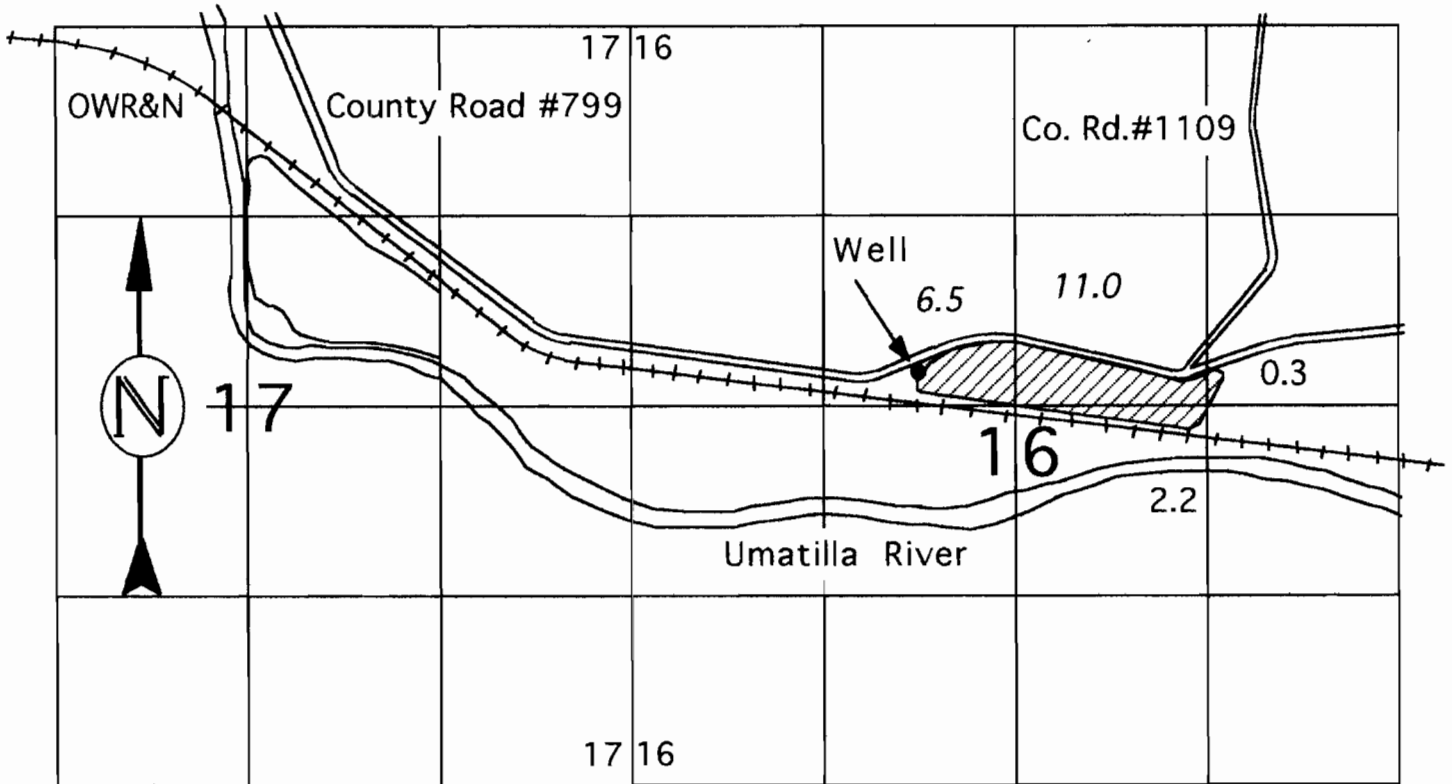 17 16
OWR&N
County Road #799
Co. Rd.#1109
Well
6.5
11.0
0.3
N
17
16
2.2
Umatilla River
17 16